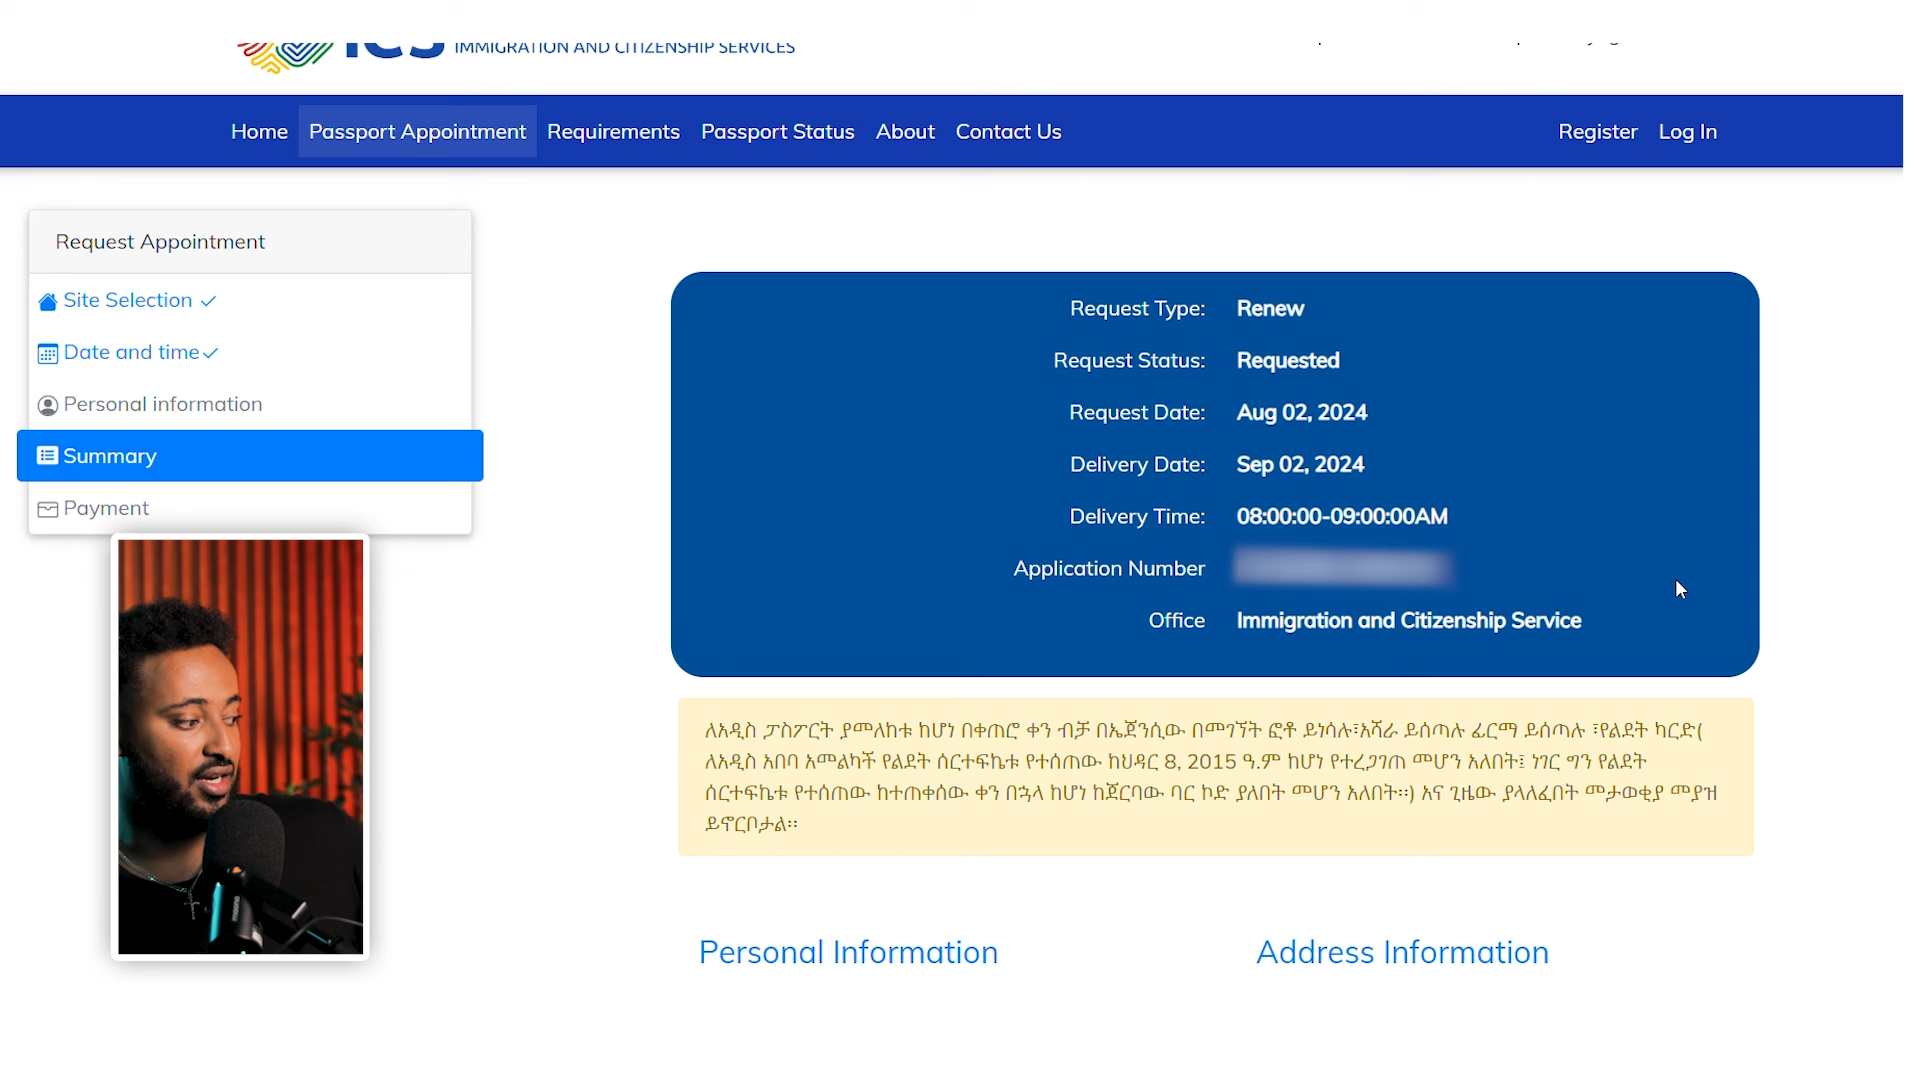 IMMIGRATION AND CITIZENSHIP SERVICES
Home Passport Appointment Requirements Passport Status About Contact Us Register Log In
Request Appointment
Site Selection
Date and time
Personal information
Summary
Payment
Request Type: Renew
Request Status: Requested
Request Date: Aug 02, 2024
Delivery Date: Sep 02, 2024
Delivery Time: 08:00:00-09:00:00AM
Application Number
Office Immigration and Citizenship Service
ለአዲስ ፓስፖርት ያመለከቱ ከሆነ በቀጠሮ ቀን ብቻ በኤጀንሲው በመገኘት ፎቶ ይነሳሉ፣አሻራ ይሰጣሉ ፊርማ ይሰጣሉ ፣የልደት ካርድ(
ለአዲስ አበባ አመልካች የልደት ሰርተፍኬቱ የተሰጠው ከህዳር 8, 2015 ዓ.ም ከሆነ የተረጋገጠ መሆን አለበት፤ ነገር ግን የልደት
ሰርተፍኬቱ የተሰጠው ከተጠቀሰው ቀን በኋላ ከሆነ ከጀርባው ባር ኮድ ያለበት መሆን አለበት።) እና ጊዜው ያላለፈበት መታወቂያ መያዝ
ይኖርቦታል።
Personal Information
Address Information